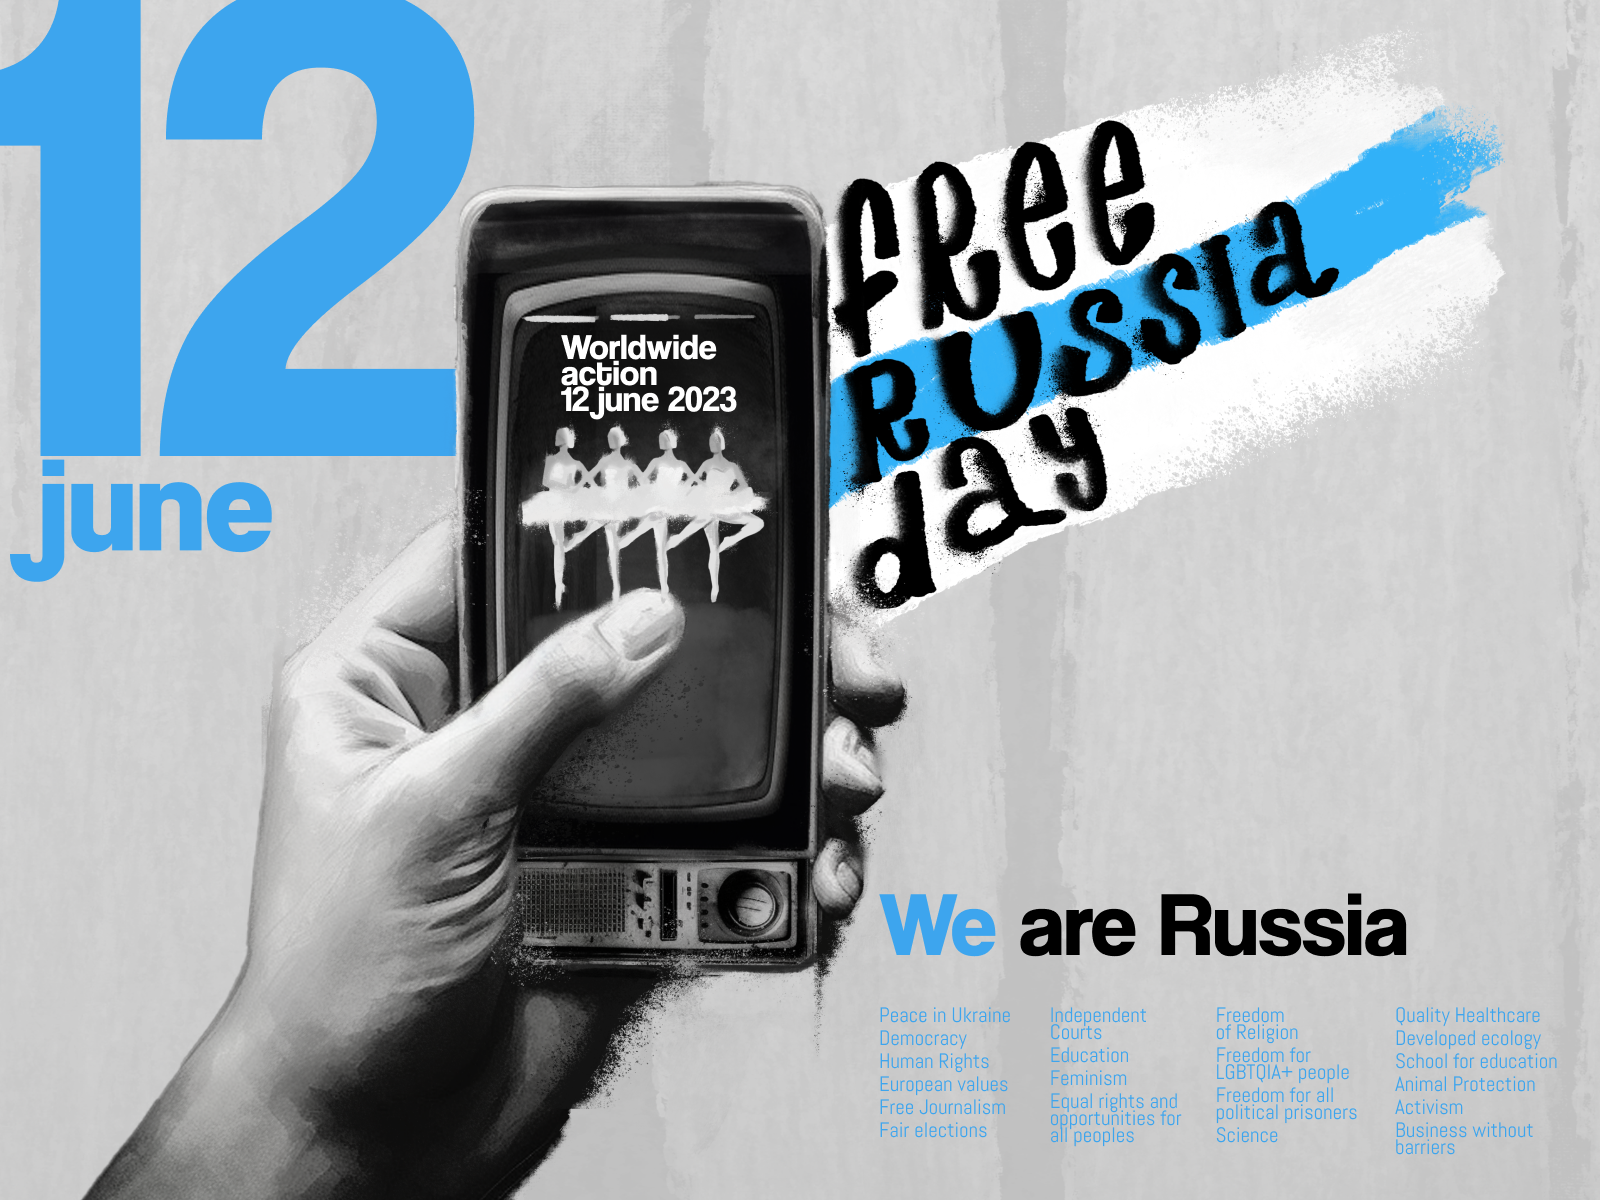 12
june
Worldwide
action
12 june 2023
free
Russia
day
We are Russia
Peace in Ukraine
Democracy
Human Rights
European values
Free Journalism
Fair elections
Independent
Courts
Education
Feminism
Equal rights and
opportunities for
all peoples
Freedom
of Religion
Freedom for
LGBTQIA+ people
Freedom for all
political prisoners
Science
Quality Healthcare
Developed ecology
School for education
Animal Protection
Activism
Business without
barriers